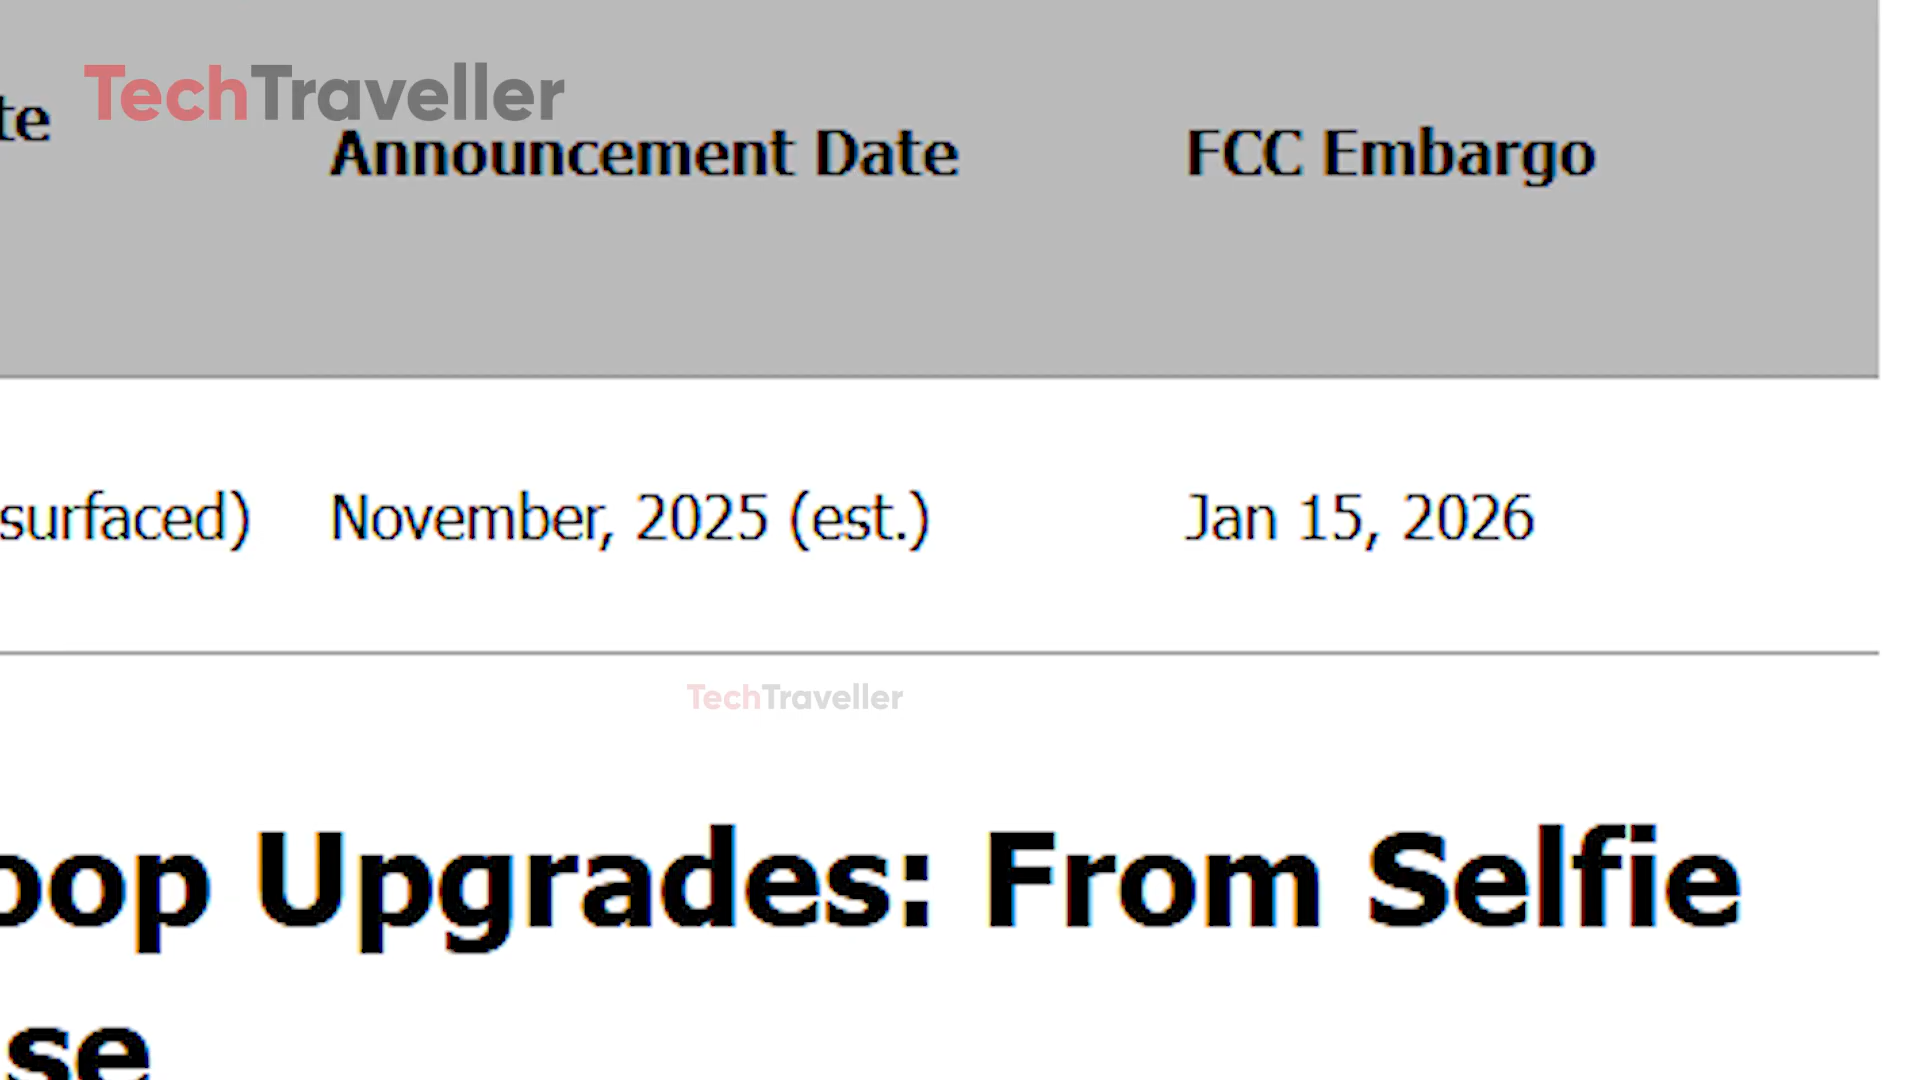 TechTraveller
te Announcement Date FCC Embargo
surfaced) November, 2025 (est.) Jan 15, 2026
TechTraveller
oop Upgrades: From Selfie
se